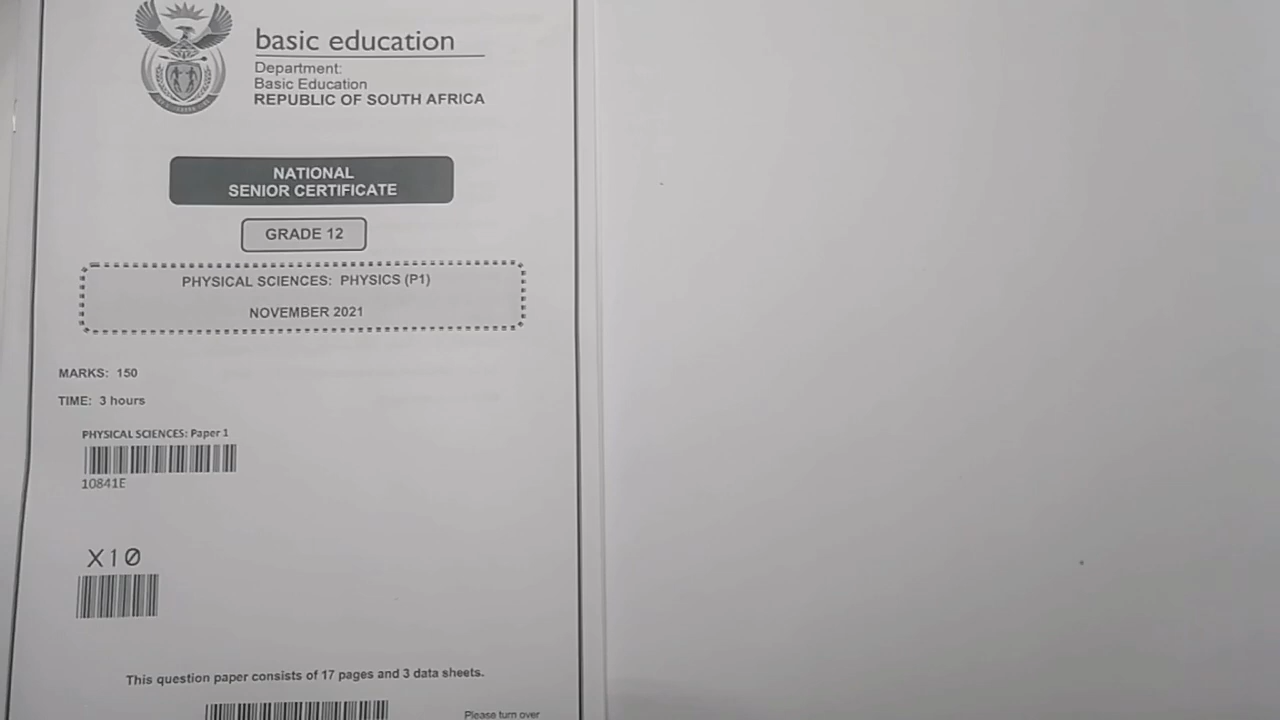 basic education
Department:
Basic Education
REPUBLIC OF SOUTH AFRICA
NATIONAL
SENIOR CERTIFICATE
GRADE 12
PHYSICAL SCIENCES: PHYSICS (P1)
NOVEMBER 2021
MARKS: 150
TIME: 3 hours
PHYSICAL SCIENCES: Paper 1
10841E
X10
This question paper consists of 17 pages and 3 data sheets.
Please turn over